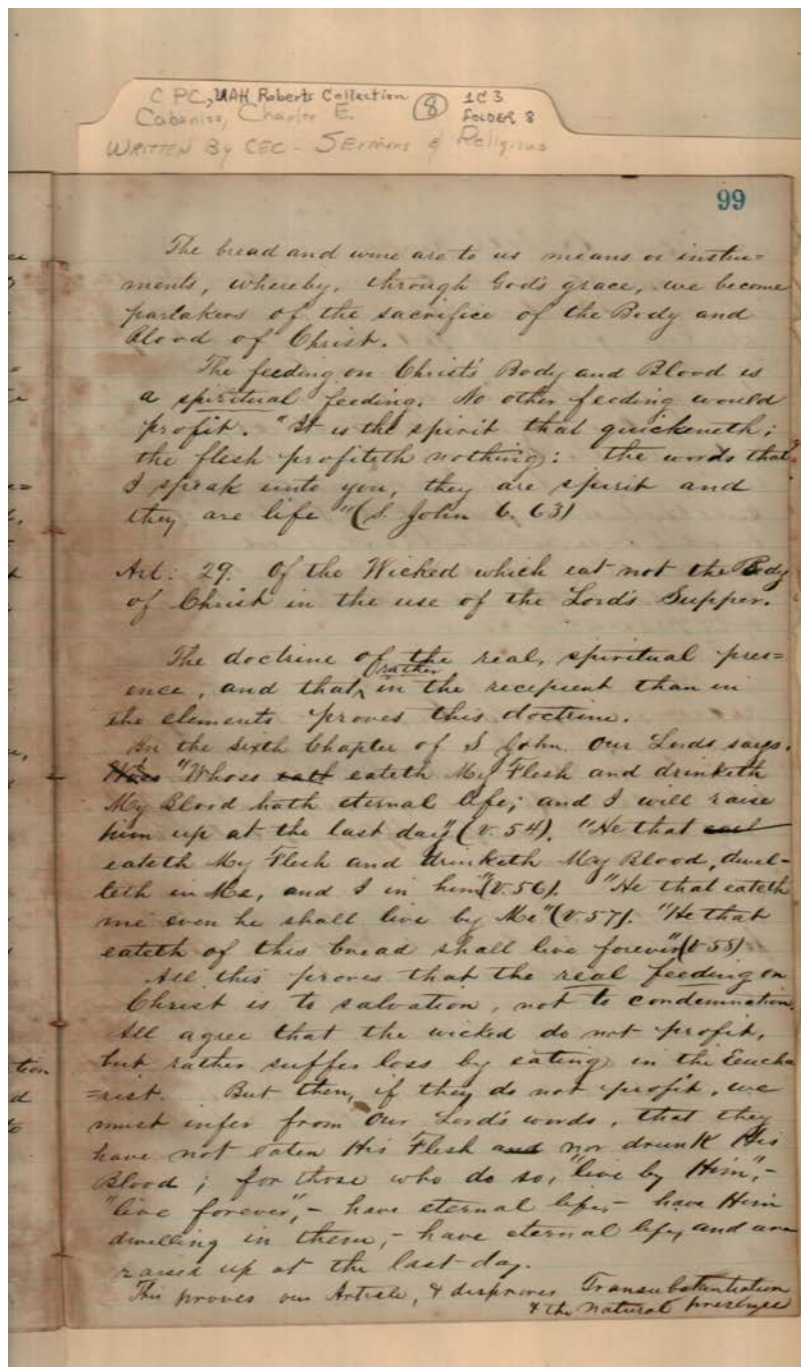 C PC, UAH Roberts Collection (8) 1C3
Cabaniss, Charles E. FOLDER 8
WRITTEN By CEC - SErmons & Religious
99
The bread and wine are to us means or instru=
ments, whereby, through God's grace, we become
partakers of the sacrifice of the Body and
Blood of Christ.
The feeding on Christ's Body and Blood is
a spiritual feeding. No other feeding would
profit. "It is the spirit that quickeneth;
the flesh profiteth nothing: the words that
I speak unto you, they are spirit and
they are life" (S. John 6. 63)
Art: 29. Of the Wicked which eat not the Body
of Christ in the use of the Lord's Supper.
The doctrine of the real, spiritual pres=
ence, and that rather in the recipient than in
the elements proves this doctrine.
In the sixth Chapter of S John. Our Lords says.
"Whoso eateth My Flesh and drinketh
My Blood hath eternal life; and I will raise
him up at the last day" (v. 54). "He that
eateth My Flesh and drinketh My Blood, dwel-
leth in Me, and I in him" (v. 56). "He that eateth
me even he shall live by Me" (v. 57). "He that
eateth of this bread shall live forever" (v 58)
All this proves that the real feeding on
Christ is to salvation, not to condemnation.
All agree that the wicked do not profit,
but rather suffer loss by eating in the Eucha
=rist. But then, if they do not profit, we
must infer from Our Lord's words, that they
have not eaten His Flesh and nor drunk His
Blood; for those who do so, "live by Him", -
"live forever", - have eternal life, - have Him
dwelling in them, - have eternal life, and are
raised up at the last day.
This proves our Article, & disproves Transubstantiation
& the natural presence
tion
d
to